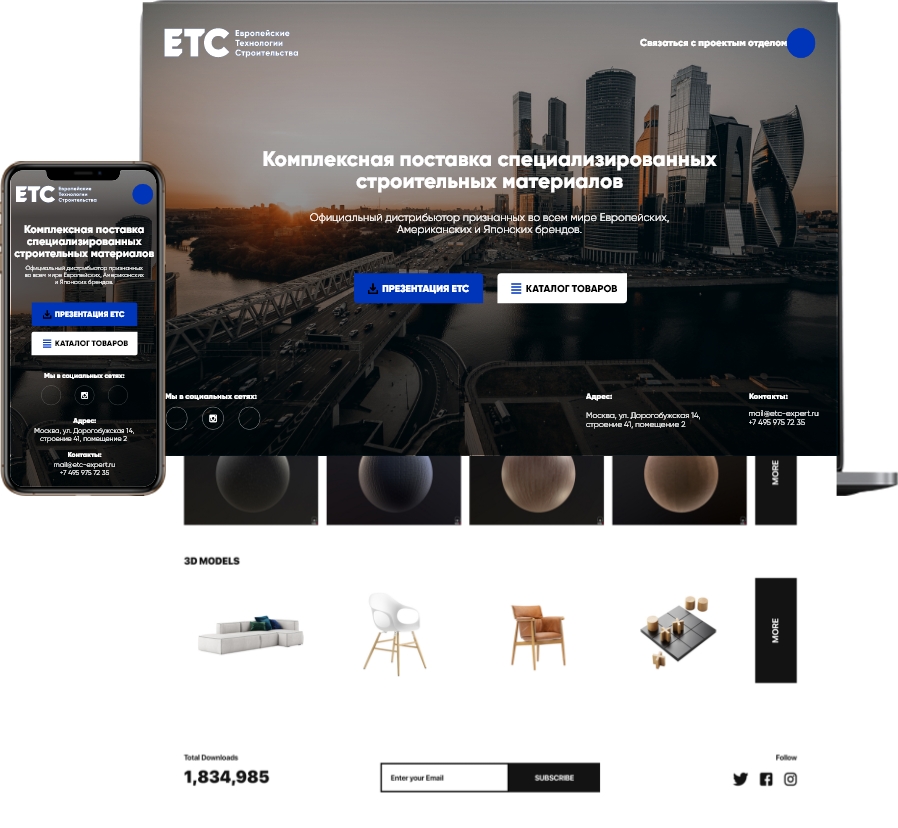 ETC
Европейские
Технологии
Строительства
Связаться с проектым отделом
Комплексная поставка специализированных
строительных материалов
Официальный дистрибьютор признанных во всем мире Европейских,
Американских и Японских брендов.
ПРЕЗЕНТАЦИЯ ЕТС
КАТАЛОГ ТОВАРОВ
Мы в социальных сетях:
Адрес:
Москва, ул. Дорогобужская 14,
строение 41, помещение 2
Контакты:
mail@etc-expert.ru
+7 495 975 72 35
ETC
Европейские
Технологии
Строительства
Комплексная поставка
специализированных
строительных материалов
Официальный дистрибьютор признанных
во всем мире Европейских, Американских
и Японских брендов.
ПРЕЗЕНТАЦИЯ ЕТС
КАТАЛОГ ТОВАРОВ
Мы в социальных сетях:
Адрес:
Москва, ул. Дорогобужская 14,
строение 41, помещение 2
Контакты:
mail@etc-expert.ru
+7 495 975 72 35
MORE
3D MODELS
MORE
Total Downloads
1,834,985
Enter your Email
SUBSCRIBE
Follow